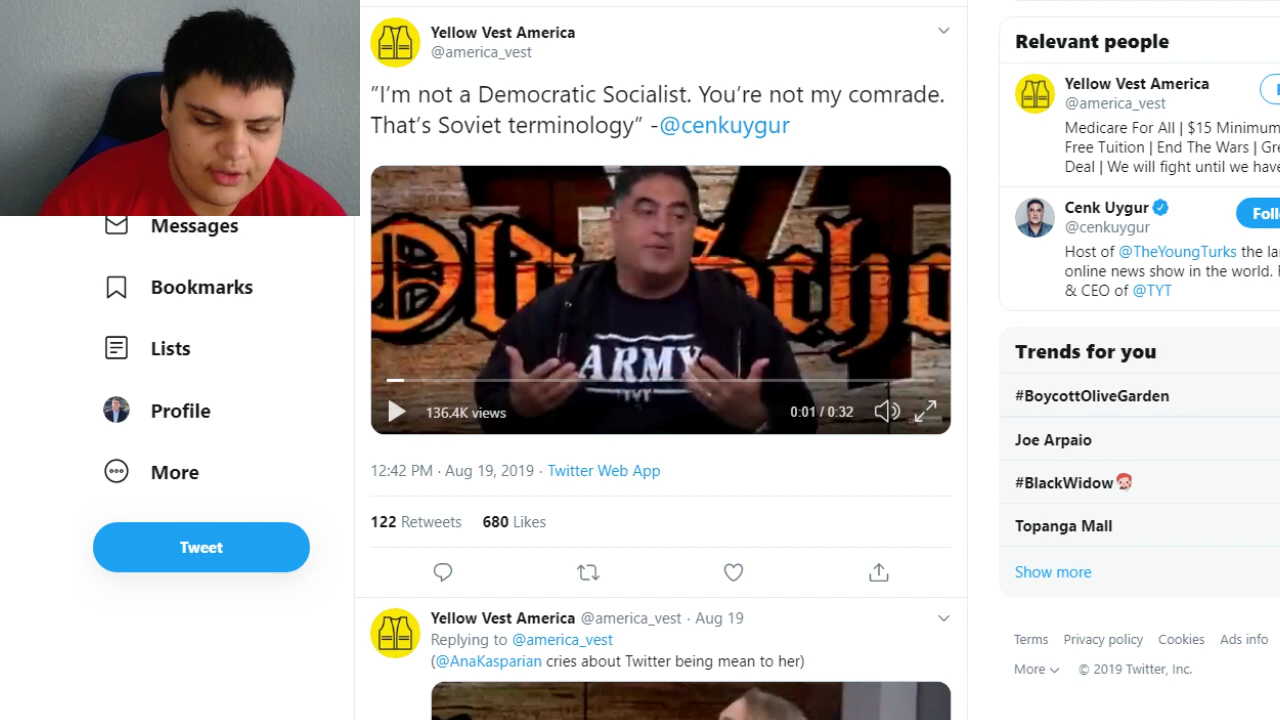 Yellow Vest America
@america_vest
"I'm not a Democratic Socialist. You're not my comrade.
That's Soviet terminology" -@cenkuygur
Old Scho
ARMY
TYT
136.4K views
0:01 / 0:32
12:42 PM · Aug 19, 2019 · Twitter Web App
122 Retweets 680 Likes
Yellow Vest America @america_vest · Aug 19
Replying to @america_vest
(@AnaKasparian cries about Twitter being mean to her)
Messages
Bookmarks
Lists
Profile
More
Tweet
Relevant people
Yellow Vest America
@america_vest
Medicare For All | $15 Minimum
Free Tuition | End The Wars | Gre
Deal | We will fight until we have
Cenk Uygur
@cenkuygur
Follo
Host of @TheYoungTurks the la
online news show in the world.
& CEO of @TYT
Trends for you
#BoycottOliveGarden
Joe Arpaio
#BlackWidow
Topanga Mall
Show more
Terms Privacy policy Cookies Ads info
More © 2019 Twitter, Inc.